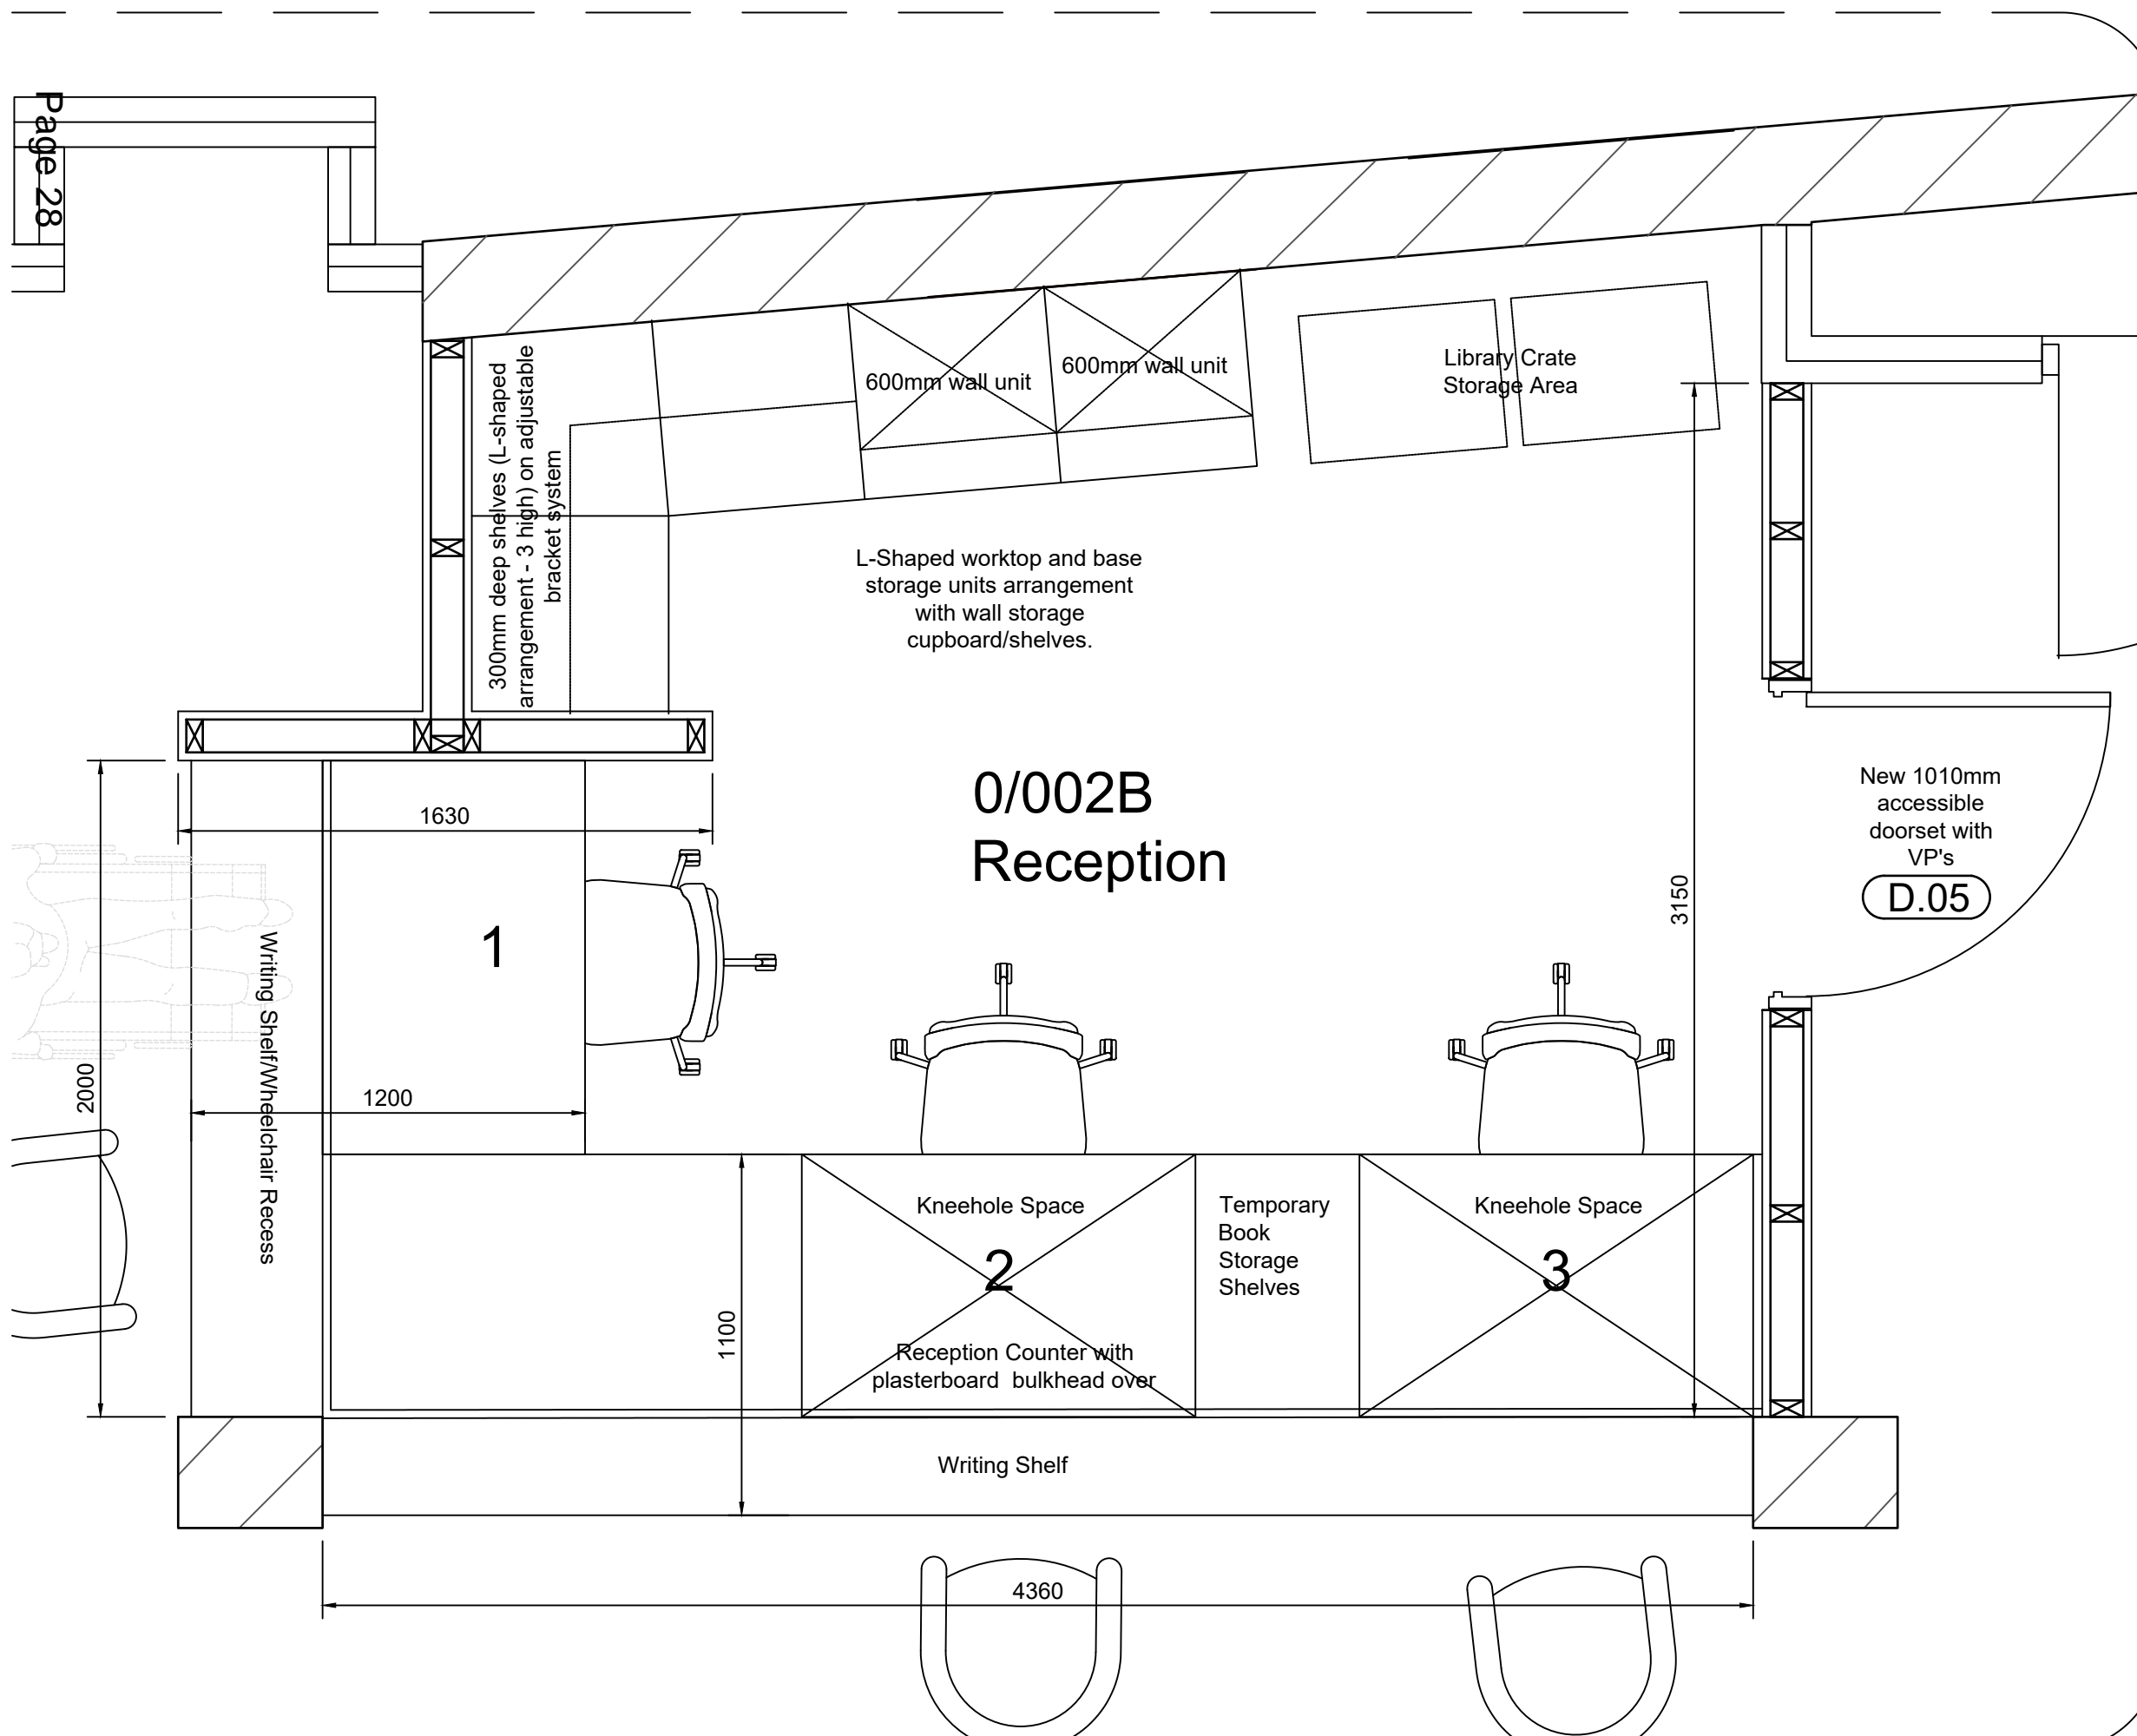 Page 28
600mm wall unit
600mm wall unit
Library Crate
Storage Area
300mm deep shelves (L-shaped
arrangement - 3 high) on adjustable
bracket system
L-Shaped worktop and base
storage units arrangement
with wall storage
cupboard/shelves.
0/002B
Reception
New 1010mm
accessible
doorset with
VP's
D.05
1630
3150
1
Writing Shelf/Wheelchair Recess
2000
1200
Kneehole Space
2
Reception Counter with
plasterboard  bulkhead over
Temporary
Book
Storage
Shelves
Kneehole Space
3
1100
Writing Shelf
4360